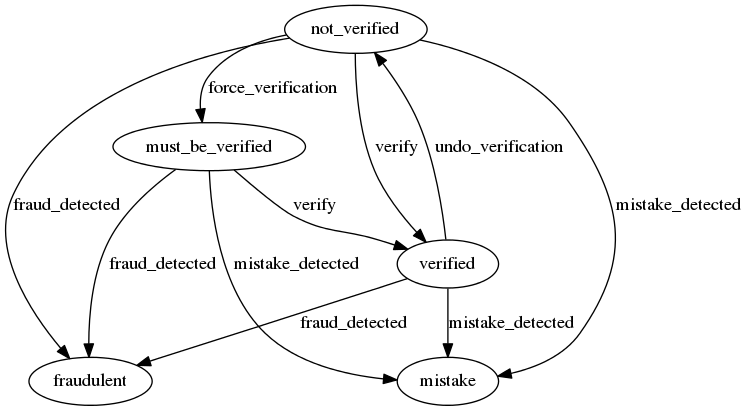 not_verified
force_verification
must_be_verified
verify
undo_verification
fraud_detected
verify
mistake_detected
fraud_detected
mistake_detected
verified
fraud_detected
mistake_detected
fraudulent
mistake